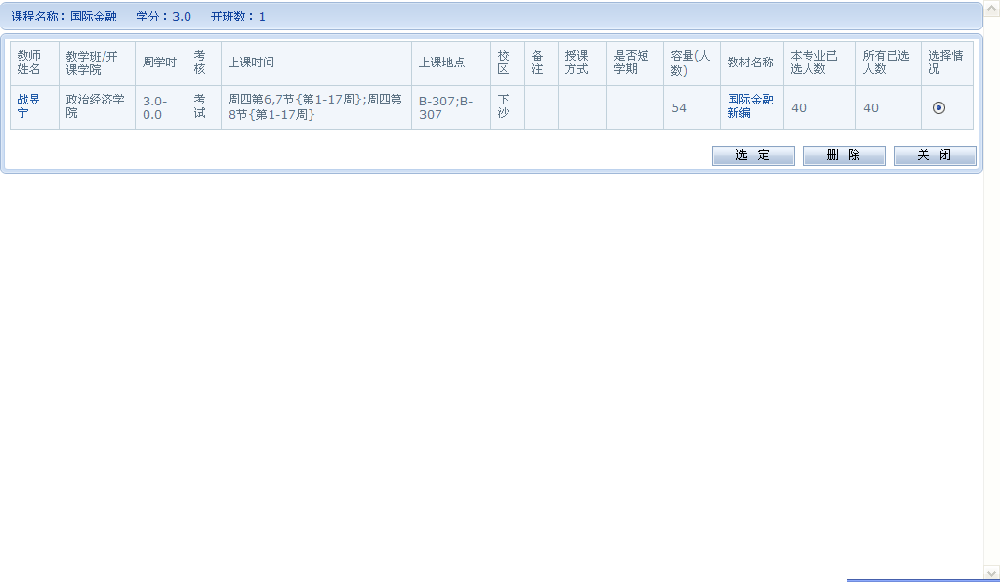 课程名称：国际金融 学分：3.0 开班数：1
教师姓名 教学班/开课学院 周学时 考核 上课时间 上课地点 校区 备注 授课方式 是否短学期 容量(人数) 教材名称 本专业已选人数 所有已选人数 选择情况
战昱宁 政治经济学院 3.0-0.0 考试 周四第6,7节{第1-17周};周四第8节{第1-17周} B-307;B-307 下沙 54 国际金融新编 40 40
选 定 删 除 关 闭